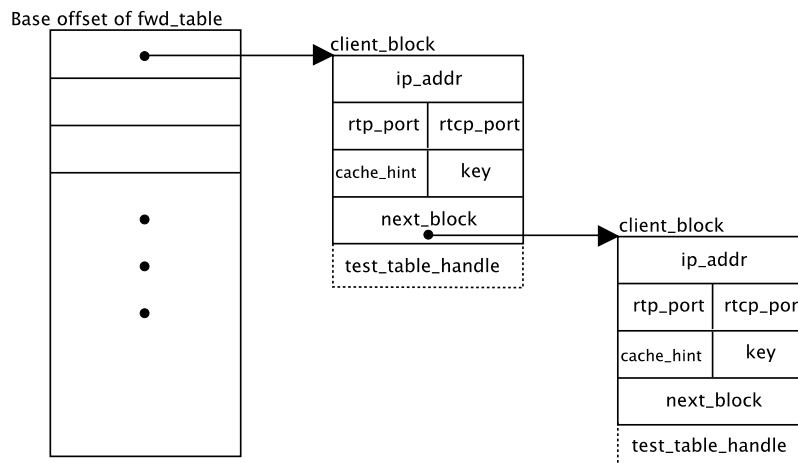 Base offset of fwd_table
client_block
ip_addr
rtp_port rtcp_port
cache_hint key
next_block
test_table_handle
client_block
ip_addr
rtp_port rtcp_por
cache_hint key
next_block
test_table_handle